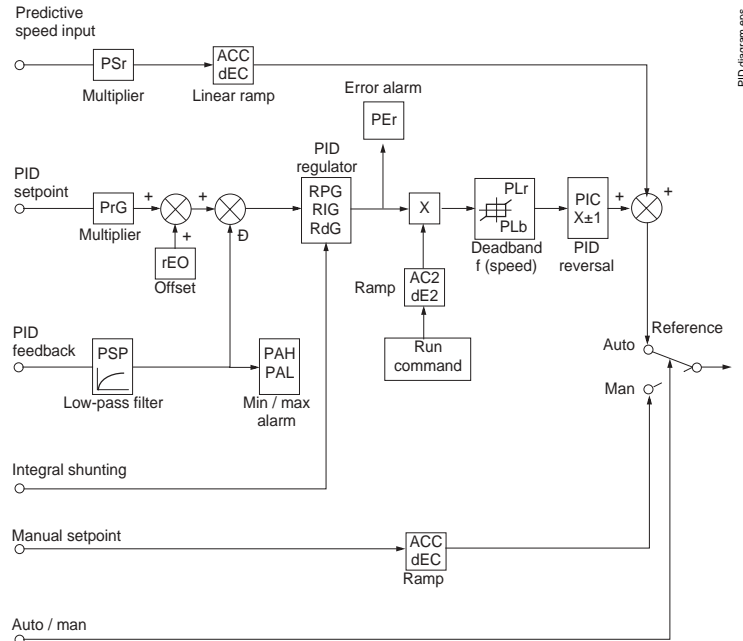 Predictive
speed input
PSr
Multiplier
ACC
dEC
Linear ramp
PID diagram.eps
Error alarm
PEr
PID
setpoint
PrG
Multiplier
+
+
+
rEO
Offset
Đ
PID
regulator
RPG
RIG
RdG
X
Ramp
AC2
dE2
Run
command
PLr
PLb
Deadband
f (speed)
PIC
X±1
PID
reversal
+
+
PID
feedback
PSP
Low-pass filter
PAH
PAL
Min / max
alarm
Reference
Auto
Man
Integral shunting
Manual setpoint
ACC
dEC
Ramp
Auto / man